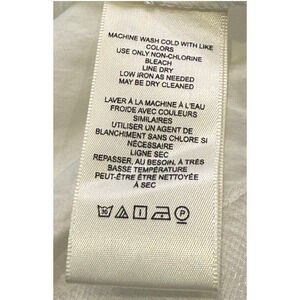 MACHINE WASH COLD WITH LIKE
COLORS
USE ONLY NON-CHLORINE
BLEACH
LINE DRY
LOW IRON AS NEEDED
MAY BE DRY CLEANED
LAVER À LA MACHINE À L'EAU
FROIDE AVEC COULEURS
SIMILAIRES
UTILISER UN AGENT DE
BLANCHIMENT SANS CHLORE SI
NÉCESSAIRE
LIGNE SEC
REPASSER, AU BESOIN, À TRÈS
BASSE TEMPÉRATURE
PEUT-ÊTRE ÊTRE NETTOYÉE
À SEC
30
P